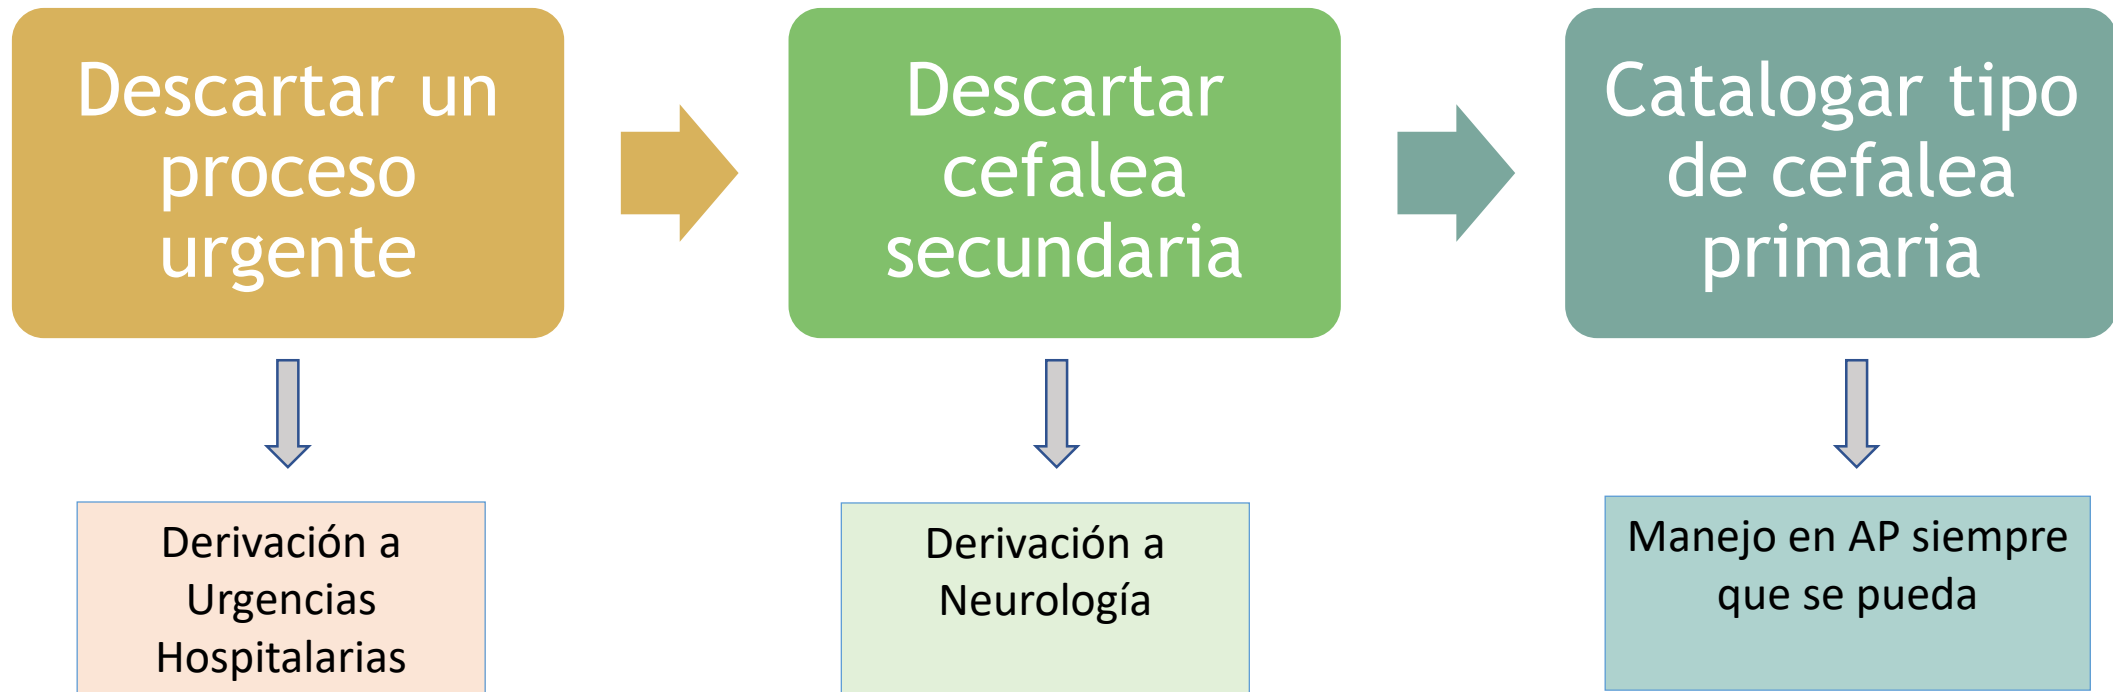 Descartar un
proceso
urgente
Descartar
cefalea
secundaria
Catalogar tipo
de cefalea
primaria
Derivación a
Urgencias
Hospitalarias
Derivación a
Neurología
Manejo en AP siempre
que se pueda